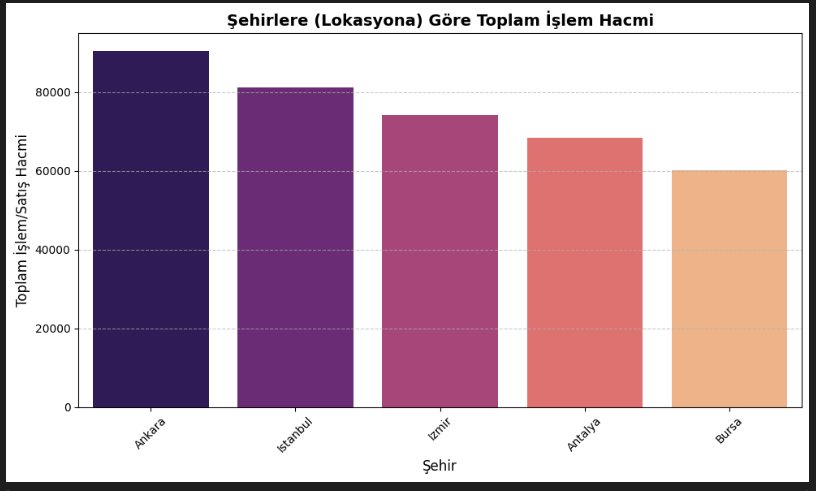 Şehirlere (Lokasyona) Göre Toplam İşlem Hacmi
Toplam İşlem/Satış Hacmi
80000
60000
40000
20000
0
Ankara
Istanbul
Izmir
Antalya
Bursa
Şehir